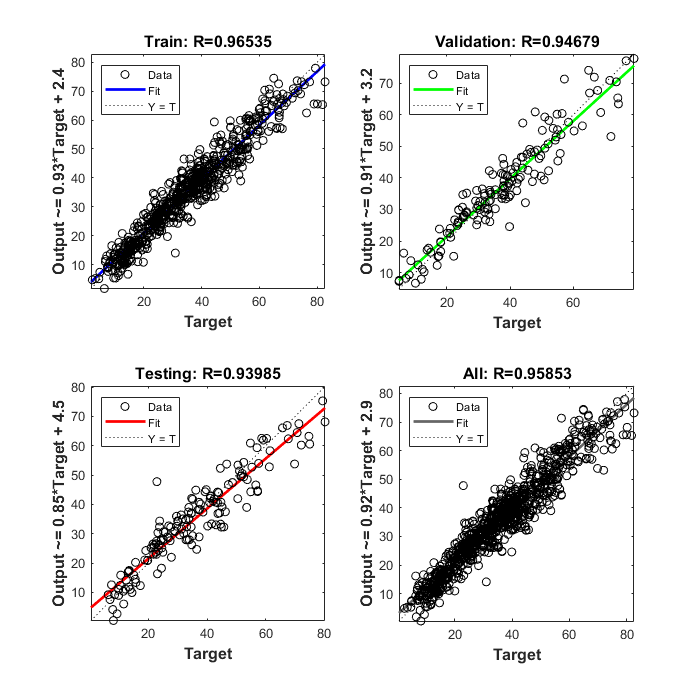 Train: R=0.96535
Output ~= 0.93*Target + 2.4
80
70
60
50
40
30
20
10
Data
Fit
Y = T
20
40
60
80
Target
Validation: R=0.94679
Output ~= 0.91*Target + 3.2
70
60
50
40
30
20
10
Data
Fit
Y = T
20
40
60
Target
Testing: R=0.93985
Output ~= 0.85*Target + 4.5
80
70
60
50
40
30
20
10
Data
Fit
Y = T
20
40
60
80
Target
All: R=0.95853
Output ~= 0.92*Target + 2.9
80
70
60
50
40
30
20
10
Data
Fit
Y = T
20
40
60
80
Target